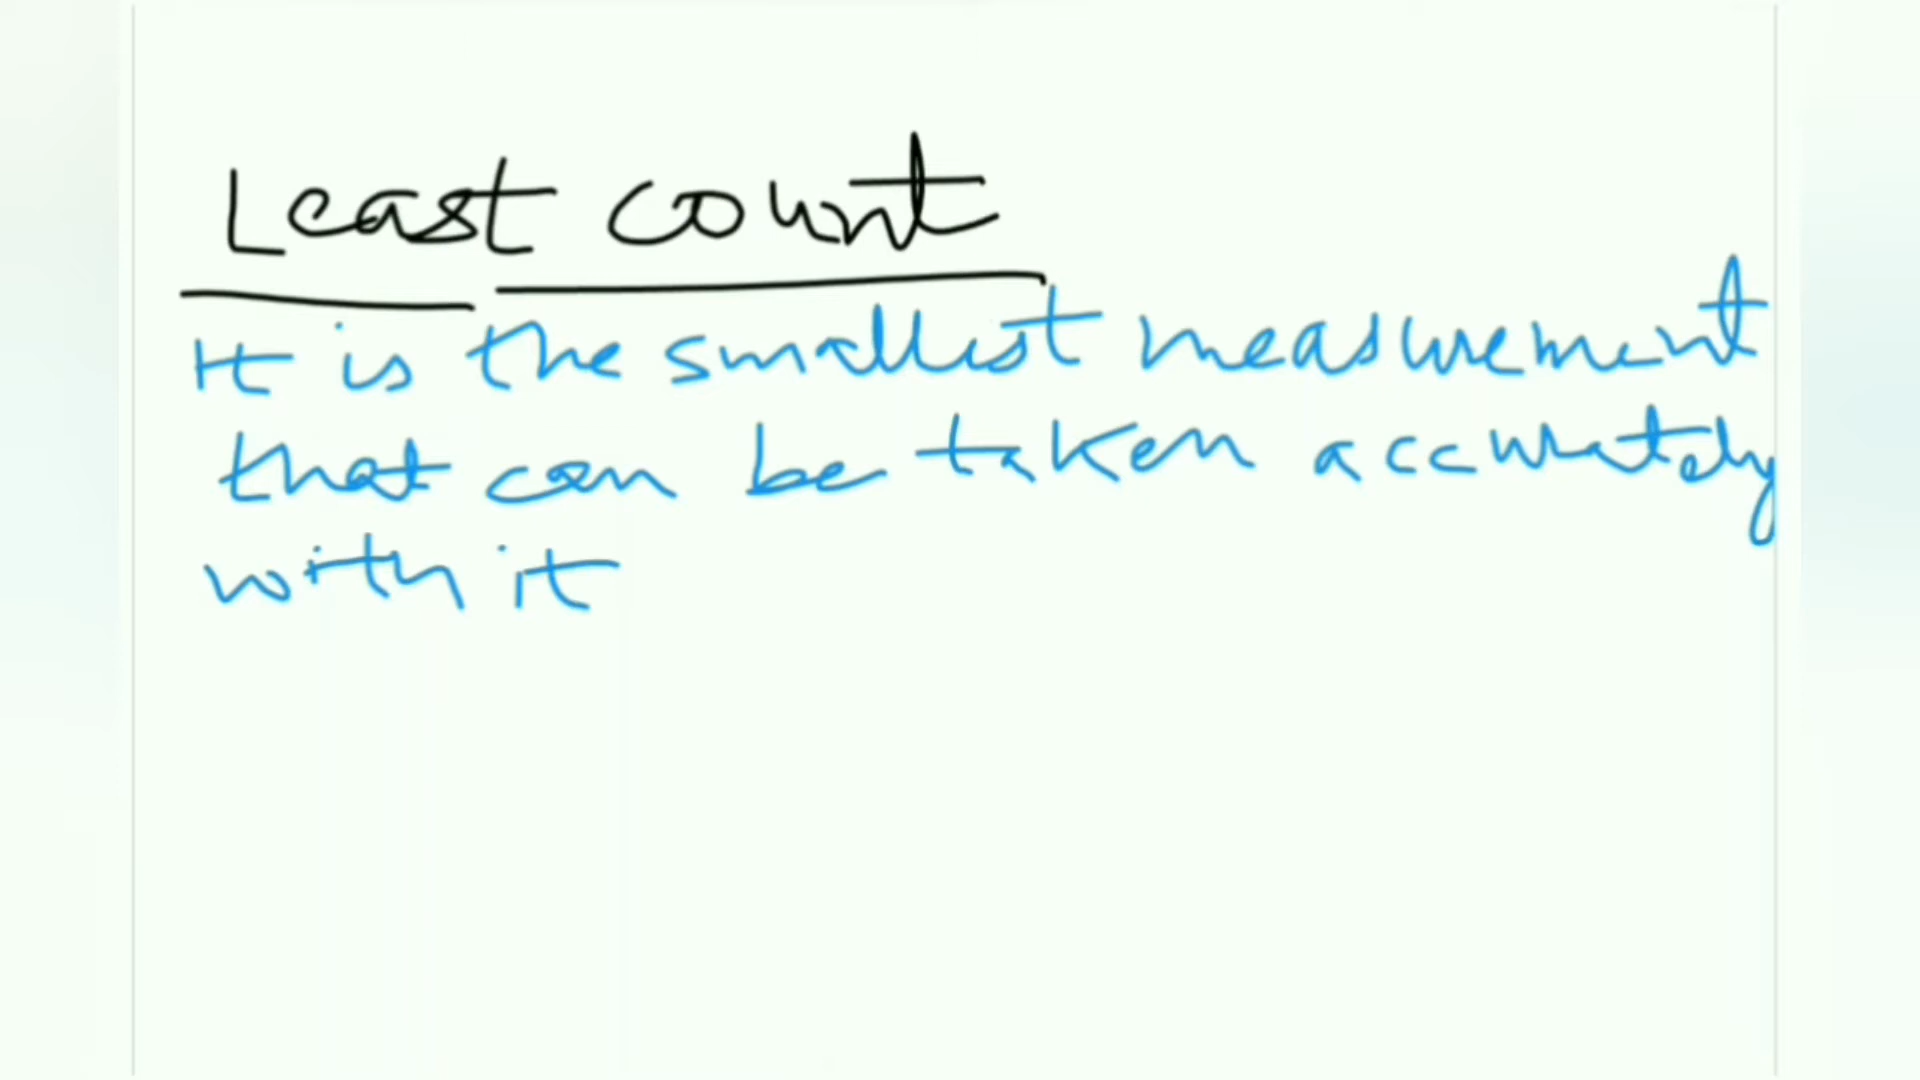 Least count
It is the smallest measurement
that can be taken accurately
with it